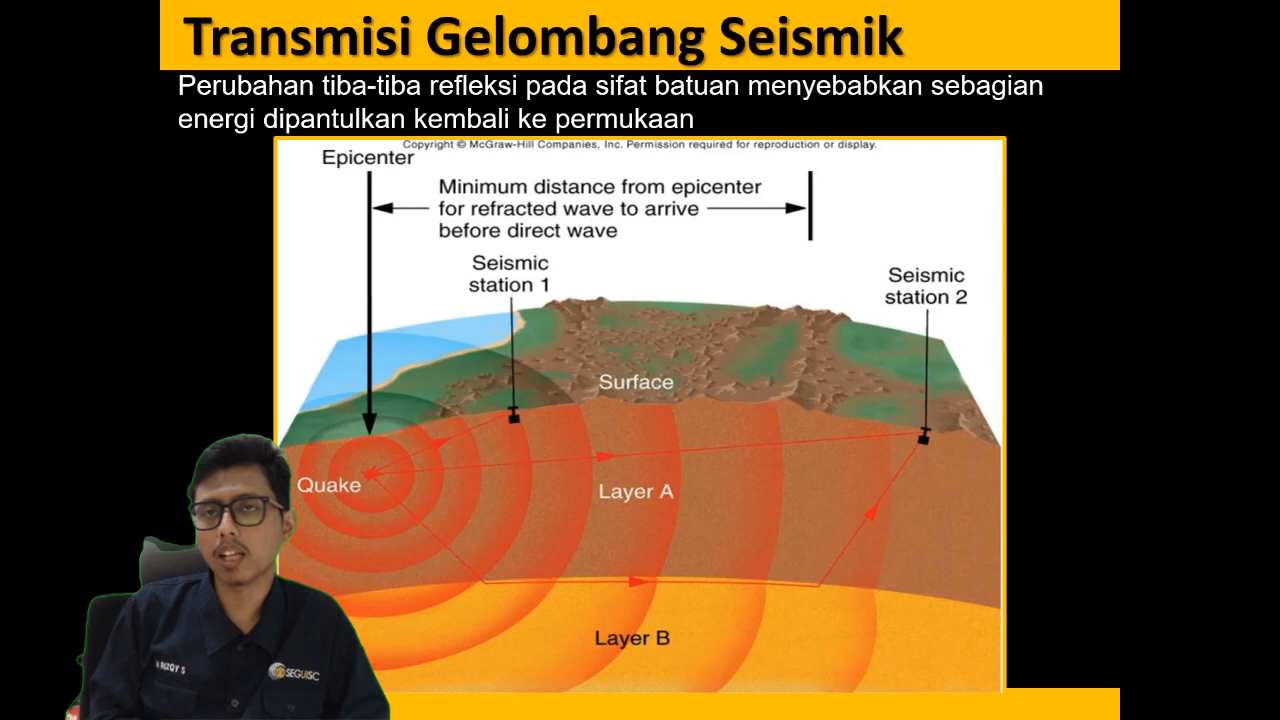 Transmisi Gelombang Seismik
Perubahan tiba-tiba refleksi pada sifat batuan menyebabkan sebagian
energi dipantulkan kembali ke permukaan
Copyright © McGraw-Hill Companies, Inc. Permission required for reproduction or display.
Epicenter
Minimum distance from epicenter
for refracted wave to arrive
before direct wave
Seismic
station 1
Seismic
station 2
Surface
Quake
Layer A
Layer B
SEGUISC